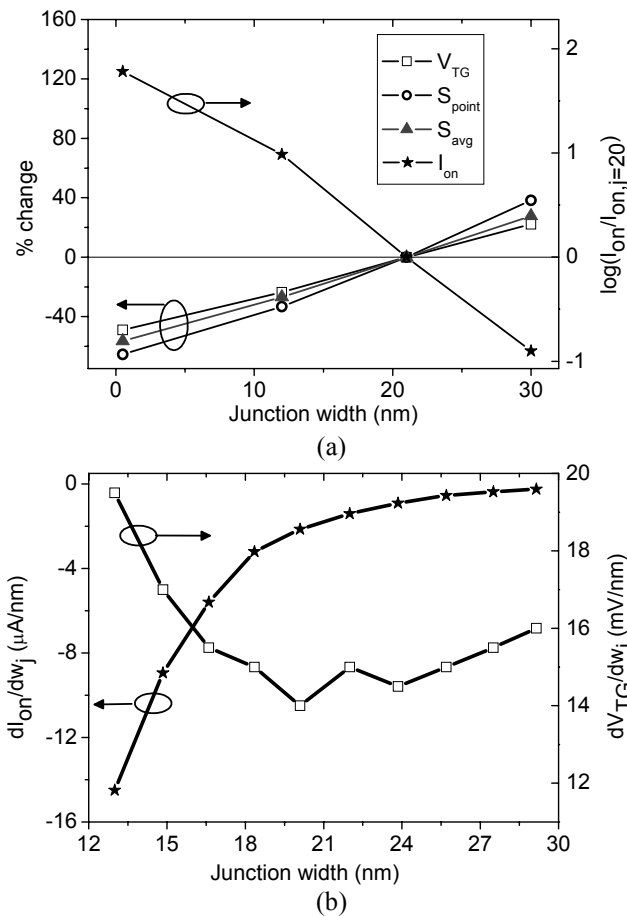 160
120
80
40
0
-40
% change
2
1
0
-1
log(I_on/I_on,j=20)
V_TG
S_point
S_avg
I_on
0
10
20
30
Junction width (nm)
(a)
0
-4
-8
-12
-16
dI_on/dw_j (μA/nm)
20
18
16
14
12
dV_TG/dw_j (mV/nm)
12
15
18
21
24
27
30
Junction width (nm)
(b)